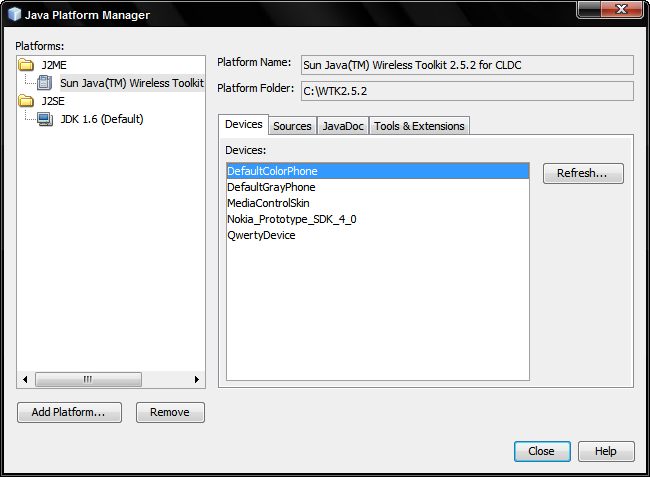 Java Platform Manager
Platforms:
J2ME
Sun Java(TM) Wireless Toolkit
J2SE
JDK 1.6 (Default)
Platform Name:
Sun Java(TM) Wireless Toolkit 2.5.2 for CLDC
Platform Folder:
C:\WTK2.5.2
Devices
Sources
JavaDoc
Tools & Extensions
Devices:
DefaultColorPhone
DefaultGrayPhone
MediaControlSkin
Nokia_Prototype_SDK_4_0
QwertyDevice
Refresh...
Add Platform...
Remove
Close
Help